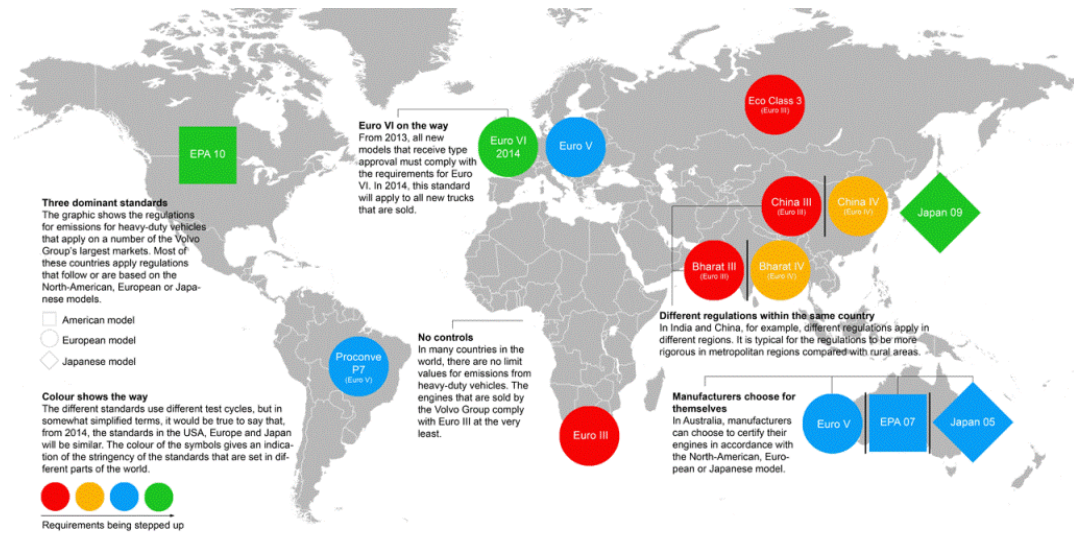 Eco Class 3
(Euro III)
Euro VI on the way
From 2013, all new
models that receive type
approval must comply with
the requirements for Euro
VI. In 2014, this standard
will apply to all new trucks
that are sold.
Euro VI
2014
Euro V
EPA 10
Three dominant standards
The graphic shows the regulations
for emissions for heavy-duty vehicles
that apply on a number of the Volvo
Group's largest markets. Most of
these countries apply regulations
that follow or are based on the
North-American, European or Japa-
nese models.
American model
European model
Japanese model
China III
(Euro III)
China IV
(Euro IV)
Japan 09
Bharat III
(Euro III)
Bharat IV
(Euro IV)
Different regulations within the same country
In India and China, for example, different regulations apply in
different regions. It is typical for the regulations to be more
rigorous in metropolitan regions compared with rural areas.
No controls
In many countries in the
world, there are no limit
values for emissions from
heavy-duty vehicles. The
engines that are sold by
the Volvo Group comply
with Euro III at the very
least.
Proconve
P7
(Euro V)
Euro III
Manufacturers choose for
themselves
In Australia, manufacturers
can choose to certify their
engines in accordance with
the North-American, Euro-
pean or Japanese model.
Euro V
EPA 07
Japan 05
Colour shows the way
The different standards use different test cycles, but in
somewhat simplified terms, it would be true to say that,
from 2014, the standards in the USA, Europe and Japan
will be similar. The colour of the symbols gives an indica-
tion of the stringency of the standards that are set in dif-
ferent parts of the world.
Requirements being stepped up